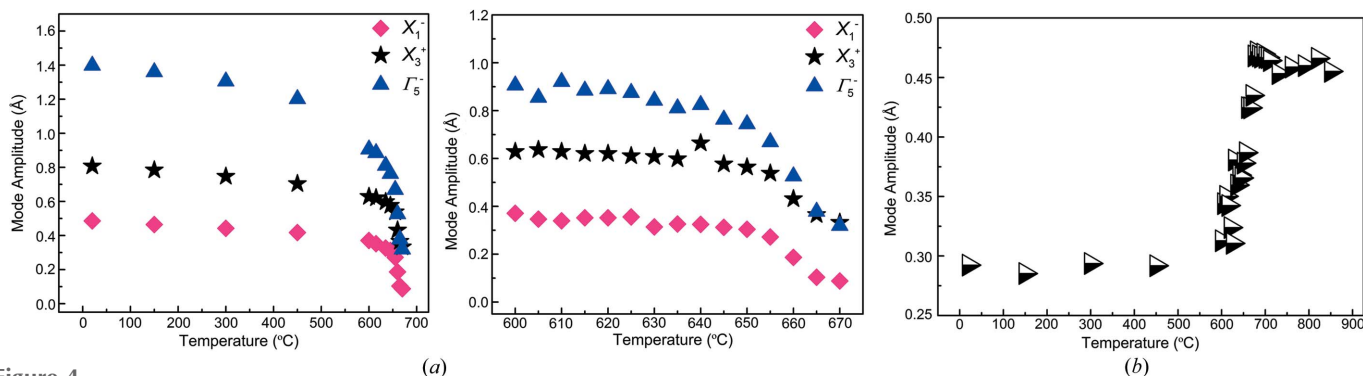 1.6
1.4
1.2
1.0
0.8
0.6
0.4
0.2
0.0
Mode Amplitude (Å)
X₁⁻
X₃⁺
Γ₅⁻
0 100 200 300 400 500 600 700
Temperature (ºC)
1.2
1.0
0.8
0.6
0.4
0.2
0.0
Mode Amplitude (Å)
X₁⁻
X₃⁺
Γ₅⁻
600 610 620 630 640 650 660 670
Temperature (ºC)
(a)
0.50
0.45
0.40
0.35
0.30
0.25
Mode Amplitude (Å)
0 100 200 300 400 500 600 700 800 900
Temperature (ºC)
(b)